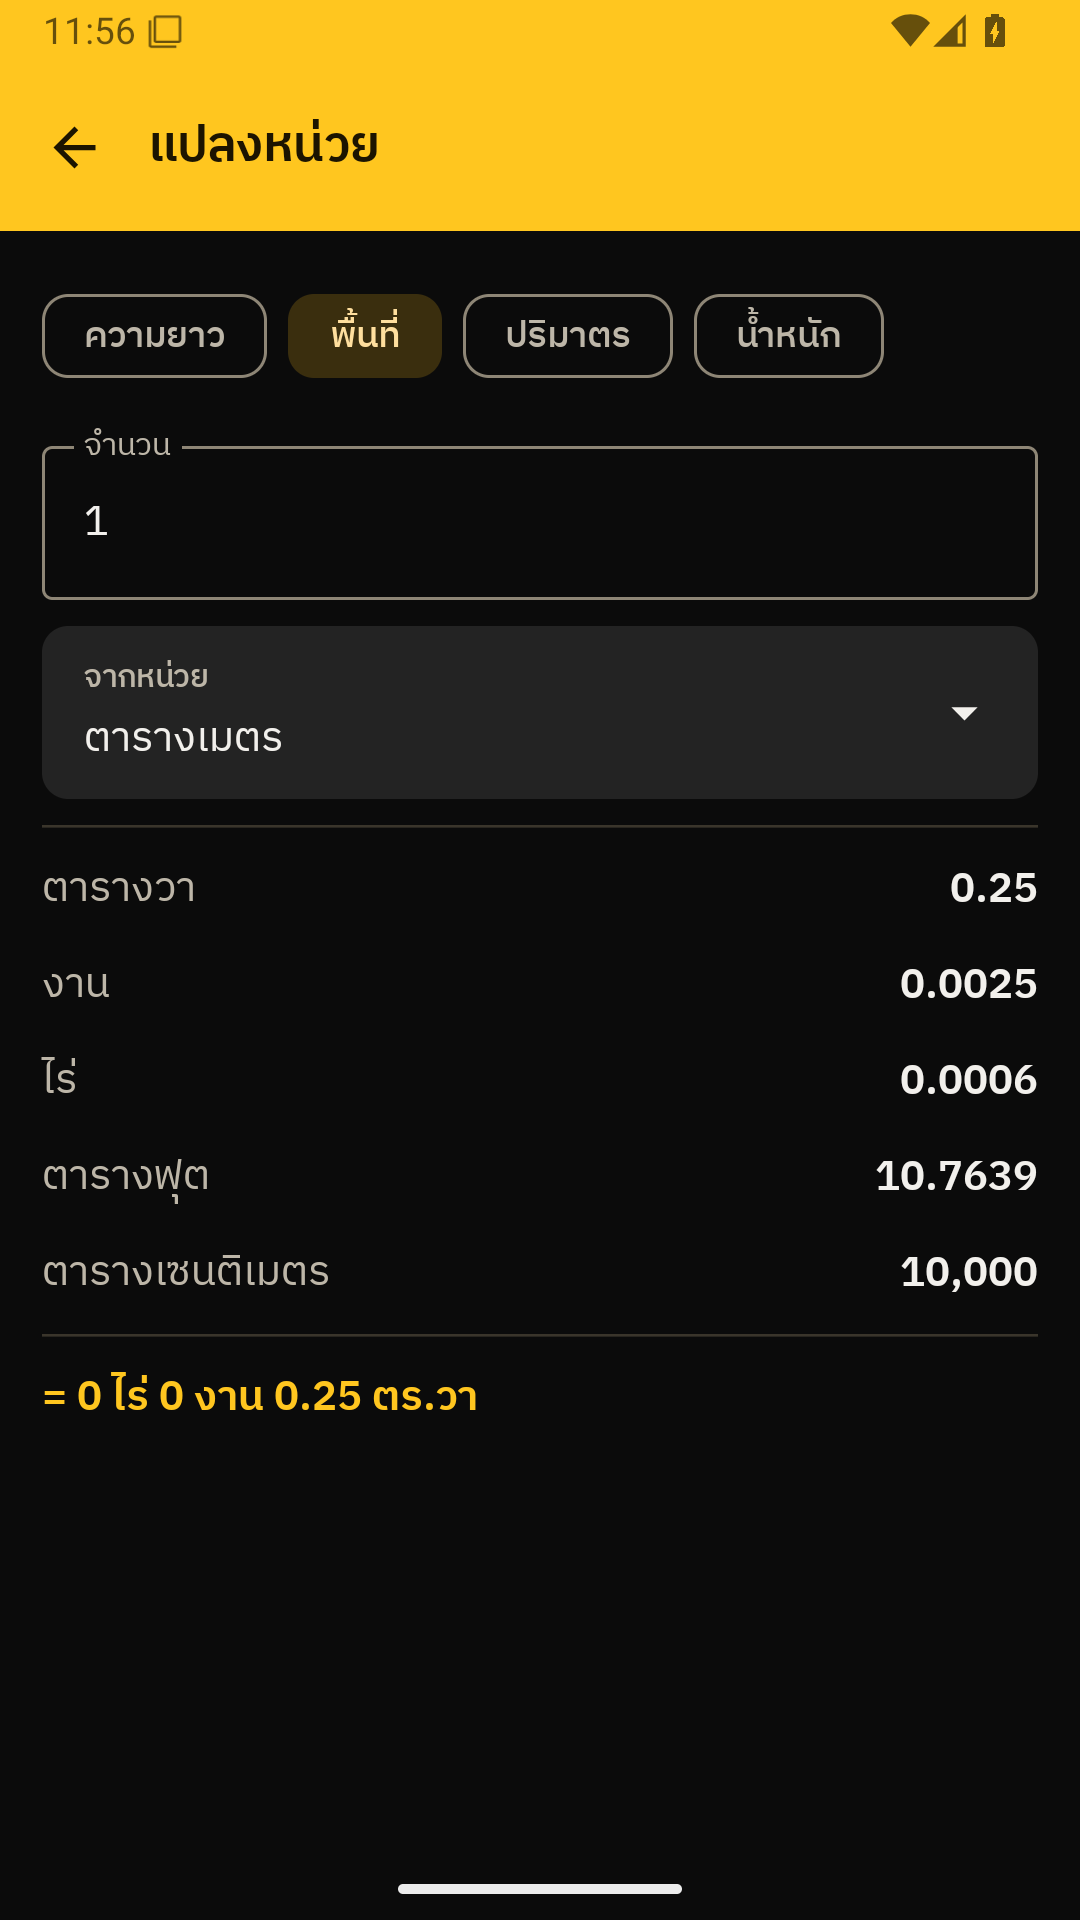 11:56
แปลงหน่วย
ความยาว พื้นที่ ปริมาตร น้ำหนัก
จำนวน
1
จากหน่วย
ตารางเมตร
ตารางวา 0.25
งาน 0.0025
ไร่ 0.0006
ตารางฟุต 10.7639
ตารางเซนติเมตร 10,000
= 0 ไร่ 0 งาน 0.25 ตร.วา